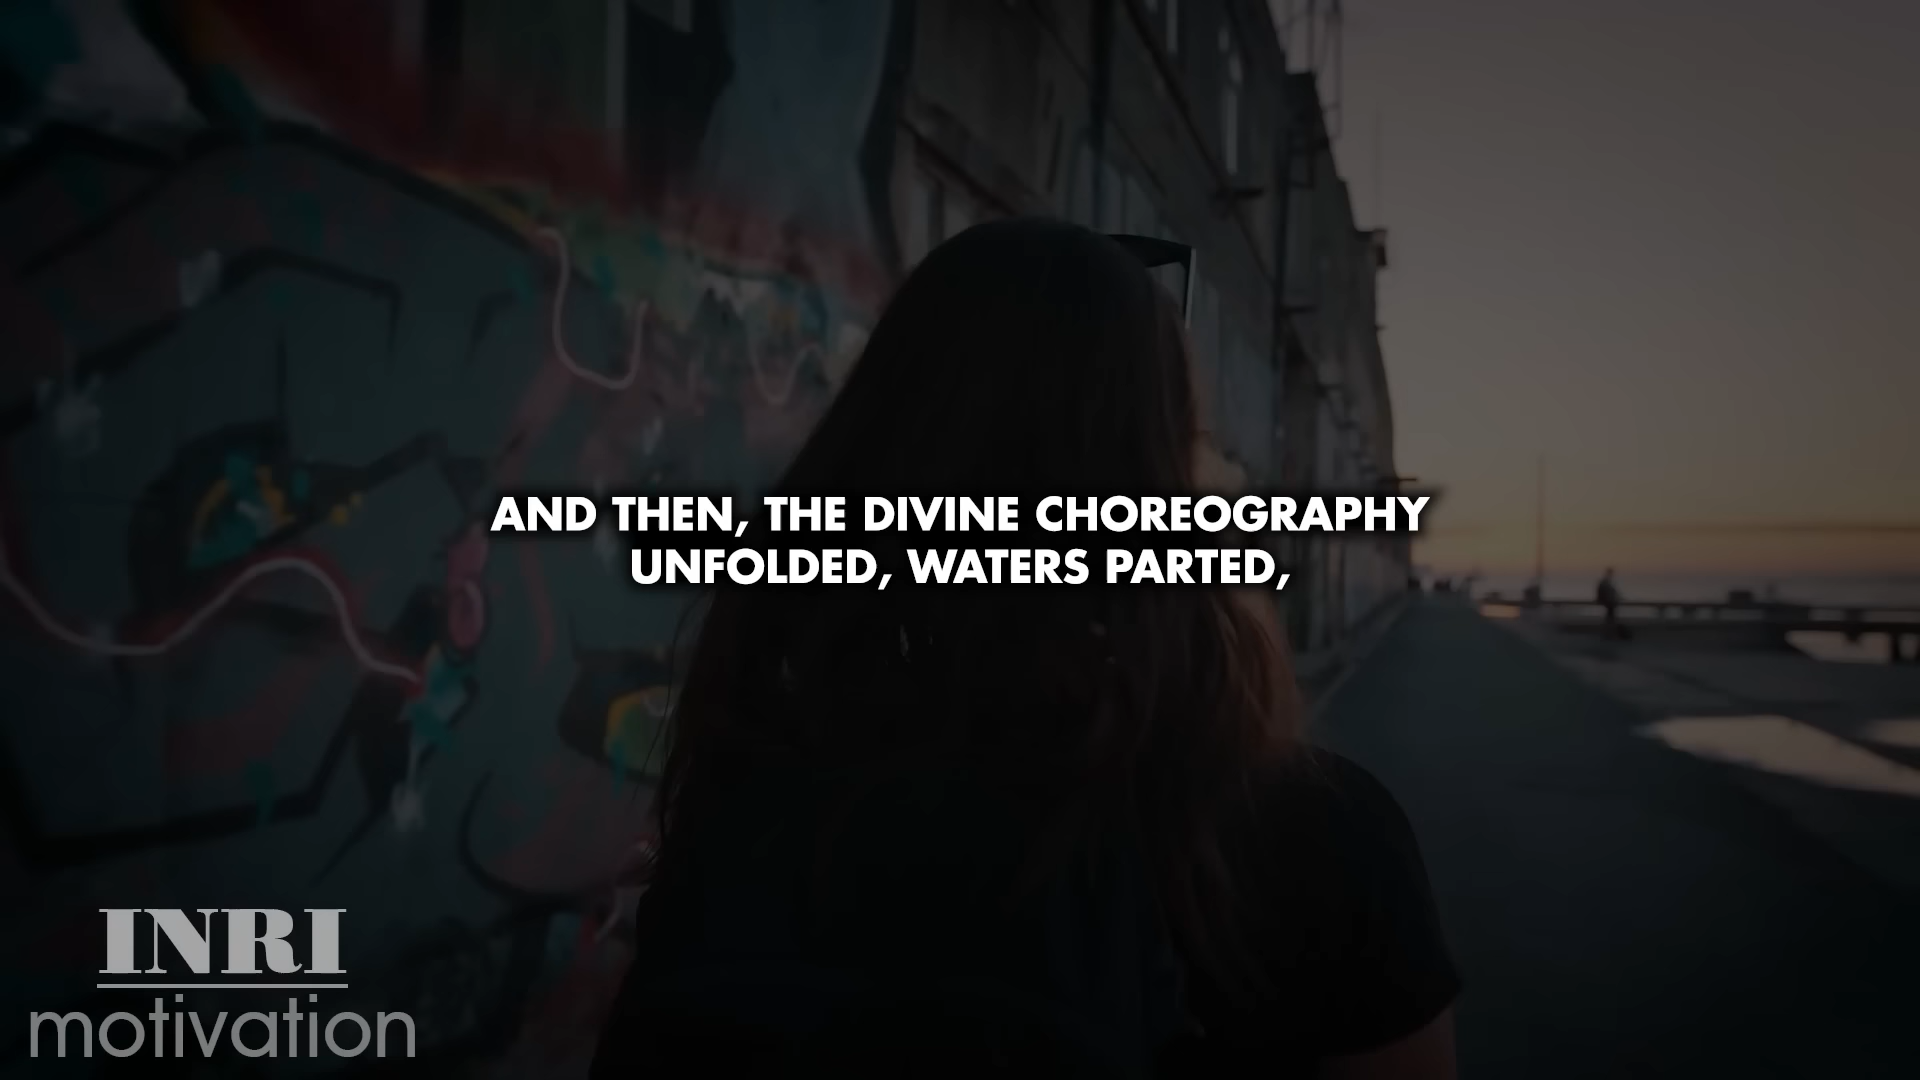 AND THEN, THE DIVINE CHOREOGRAPHY
UNFOLDED, WATERS PARTED,
INRI
motivation